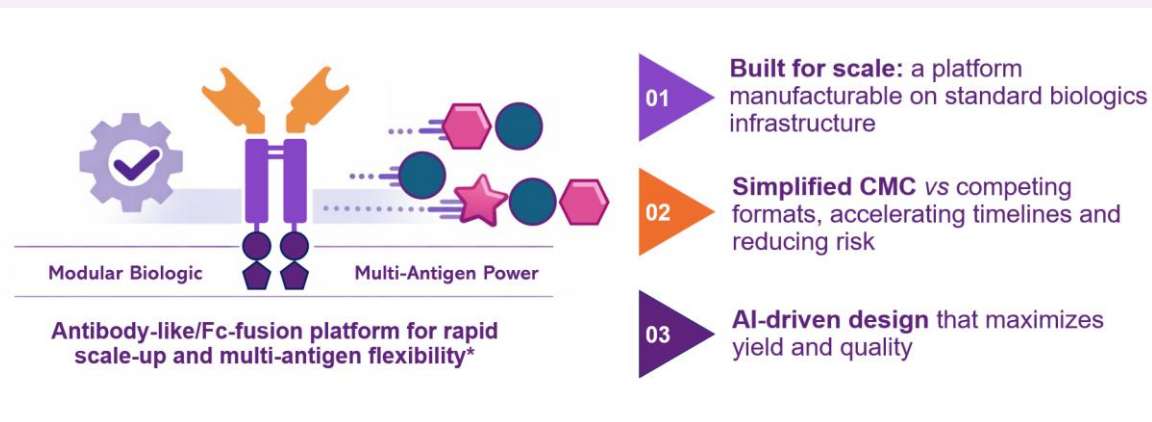 Modular Biologic
Multi-Antigen Power
Antibody-like/Fc-fusion platform for rapid
scale-up and multi-antigen flexibility*
01
Built for scale: a platform
manufacturable on standard biologics
infrastructure
02
Simplified CMC vs competing
formats, accelerating timelines and
reducing risk
03
AI-driven design that maximizes
yield and quality